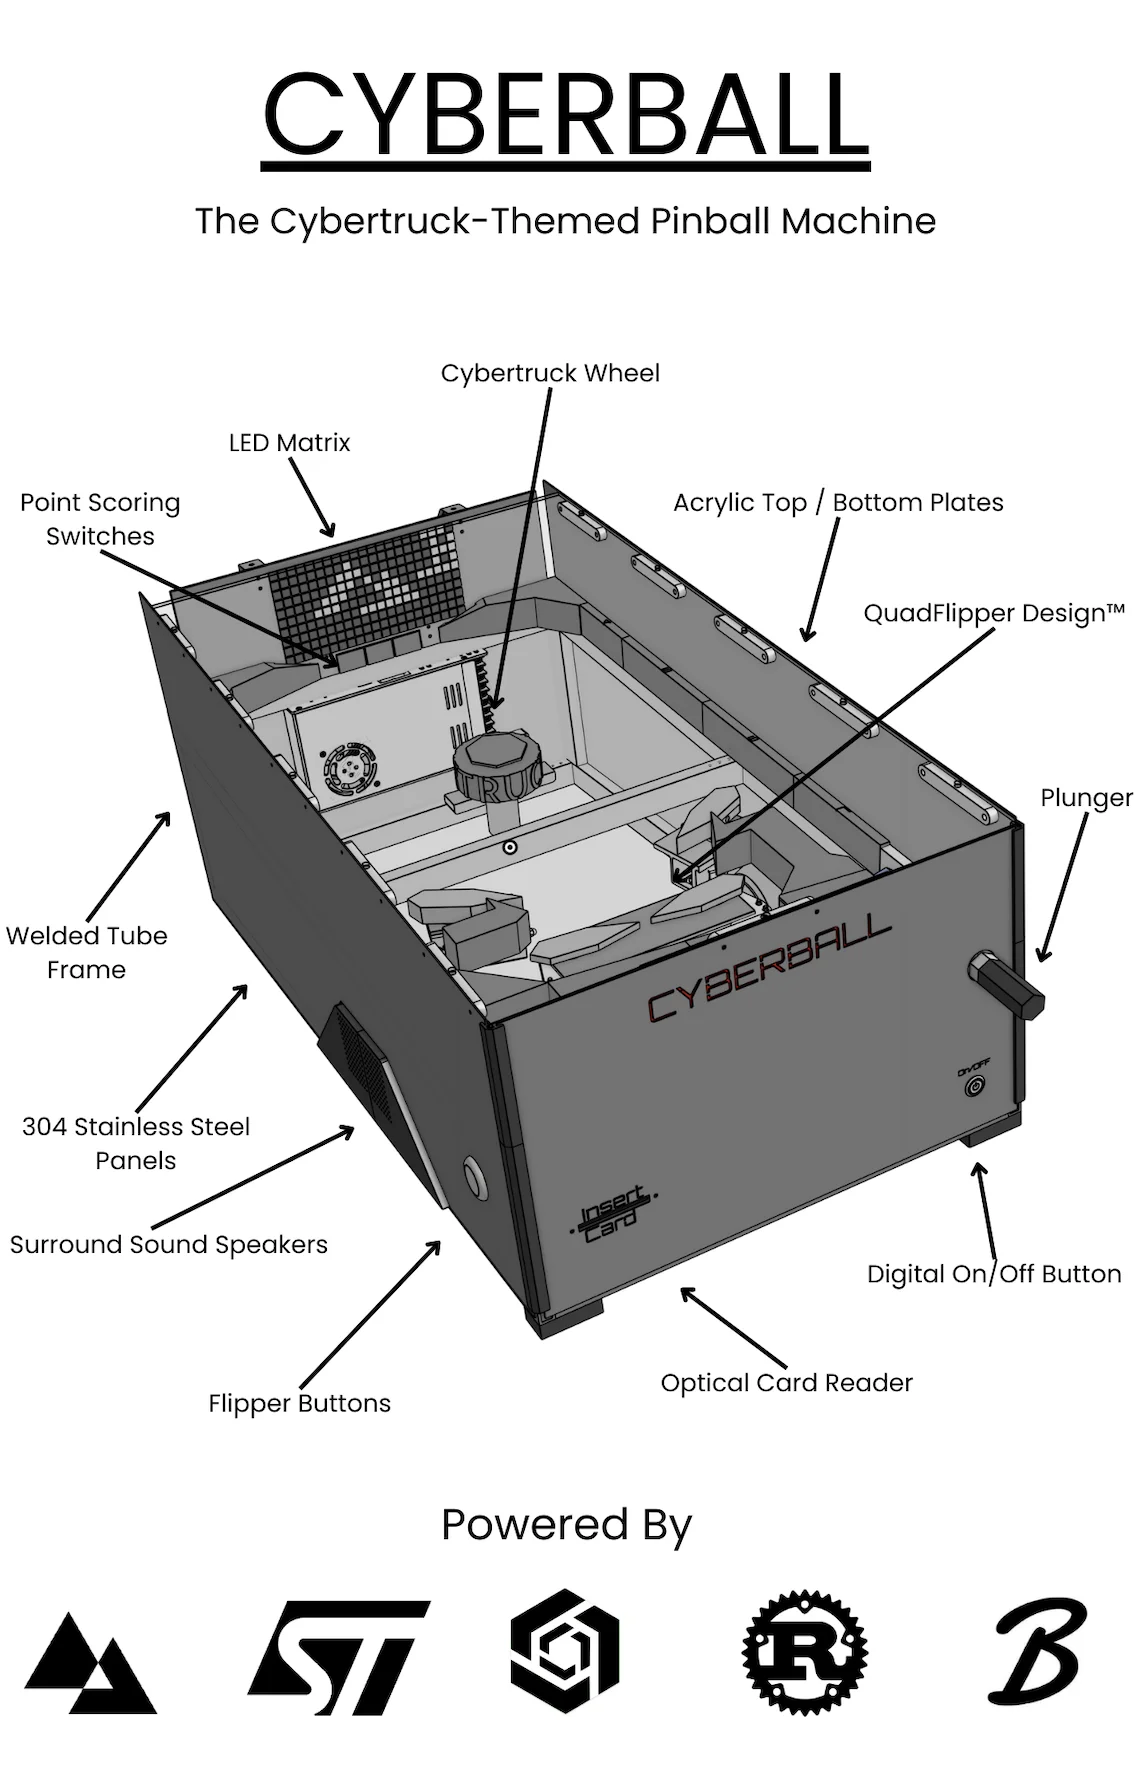 CYBERBALL
The Cybertruck-Themed Pinball Machine
Cybertruck Wheel
LED Matrix
Point Scoring
Switches
Acrylic Top / Bottom Plates
QuadFlipper Design™
Plunger
Welded Tube
Frame
CYBERBALL
ON/OFF
304 Stainless Steel
Panels
Insert
Card
Surround Sound Speakers
Digital On/Off Button
Optical Card Reader
Flipper Buttons
Powered By
ST
R
B